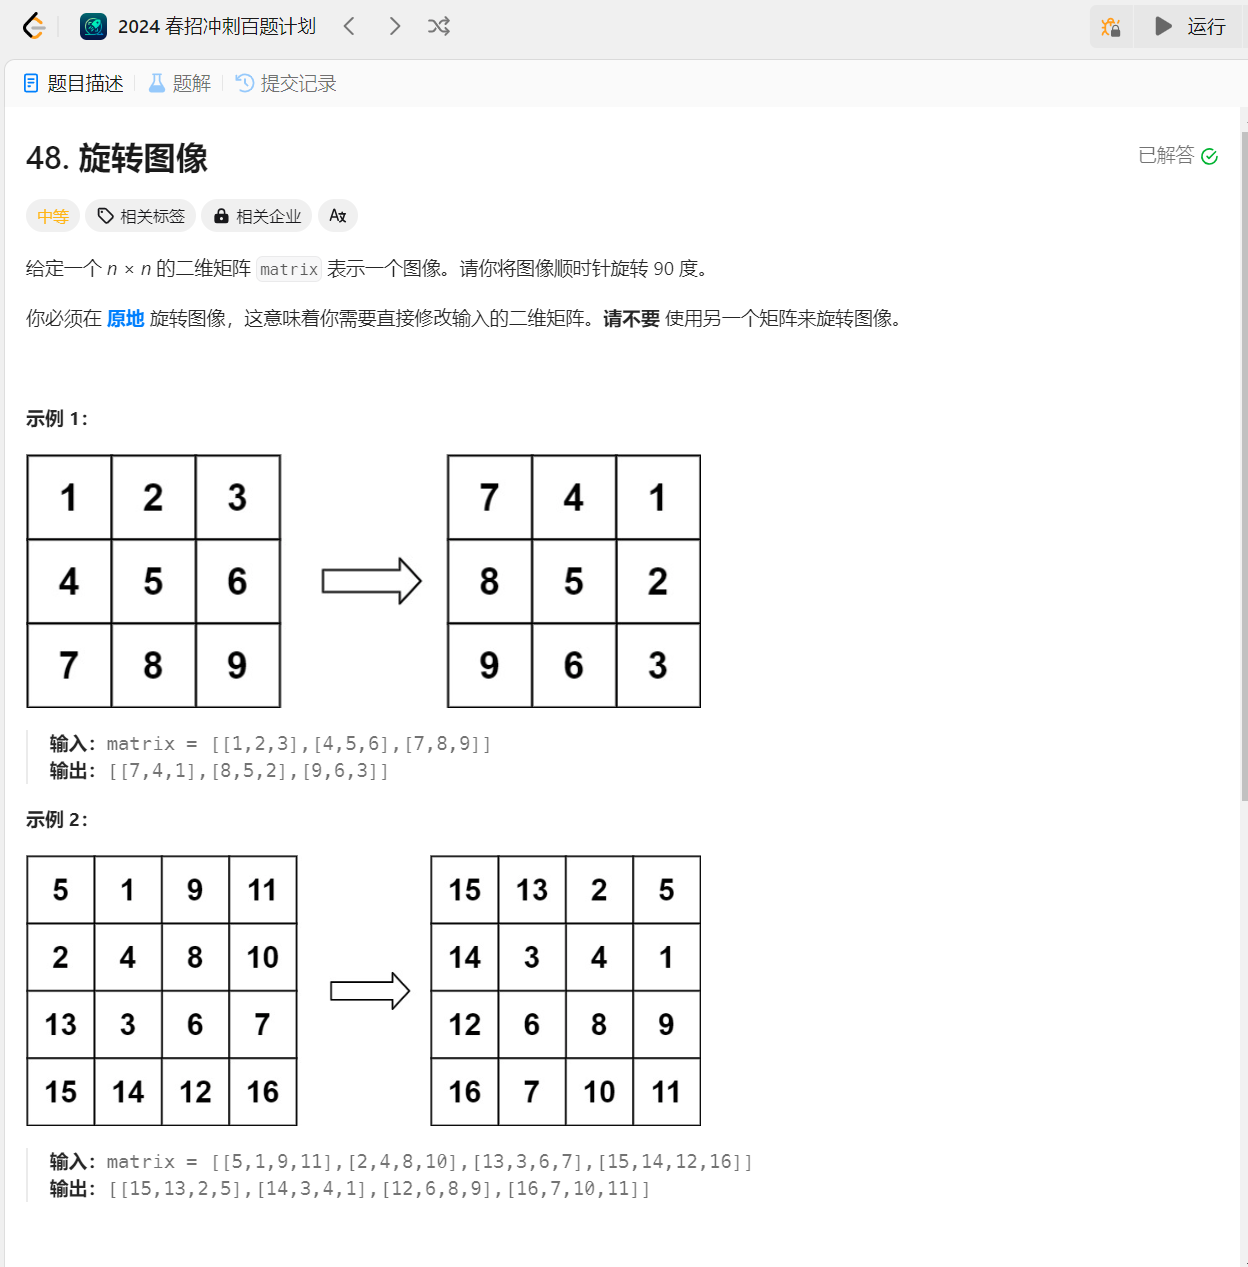 2024 春招冲刺百题计划
运行
题目描述 题解 提交记录
48. 旋转图像
已解答
中等 相关标签 相关企业
给定一个 n × n 的二维矩阵 matrix 表示一个图像。请你将图像顺时针旋转 90 度。
你必须在 原地 旋转图像，这意味着你需要直接修改输入的二维矩阵。请不要 使用另一个矩阵来旋转图像。
示例 1：
1 2 3 7 4 1
4 5 6 8 5 2
7 8 9 9 6 3
输入：matrix = [[1,2,3],[4,5,6],[7,8,9]]
输出：[[7,4,1],[8,5,2],[9,6,3]]
示例 2：
5 1 9 11 15 13 2 5
2 4 8 10 14 3 4 1
13 3 6 7 12 6 8 9
15 14 12 16 16 7 10 11
输入：matrix = [[5,1,9,11],[2,4,8,10],[13,3,6,7],[15,14,12,16]]
输出：[[15,13,2,5],[14,3,4,1],[12,6,8,9],[16,7,10,11]]